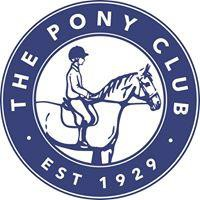 THE PONY CLUB
EST 1929